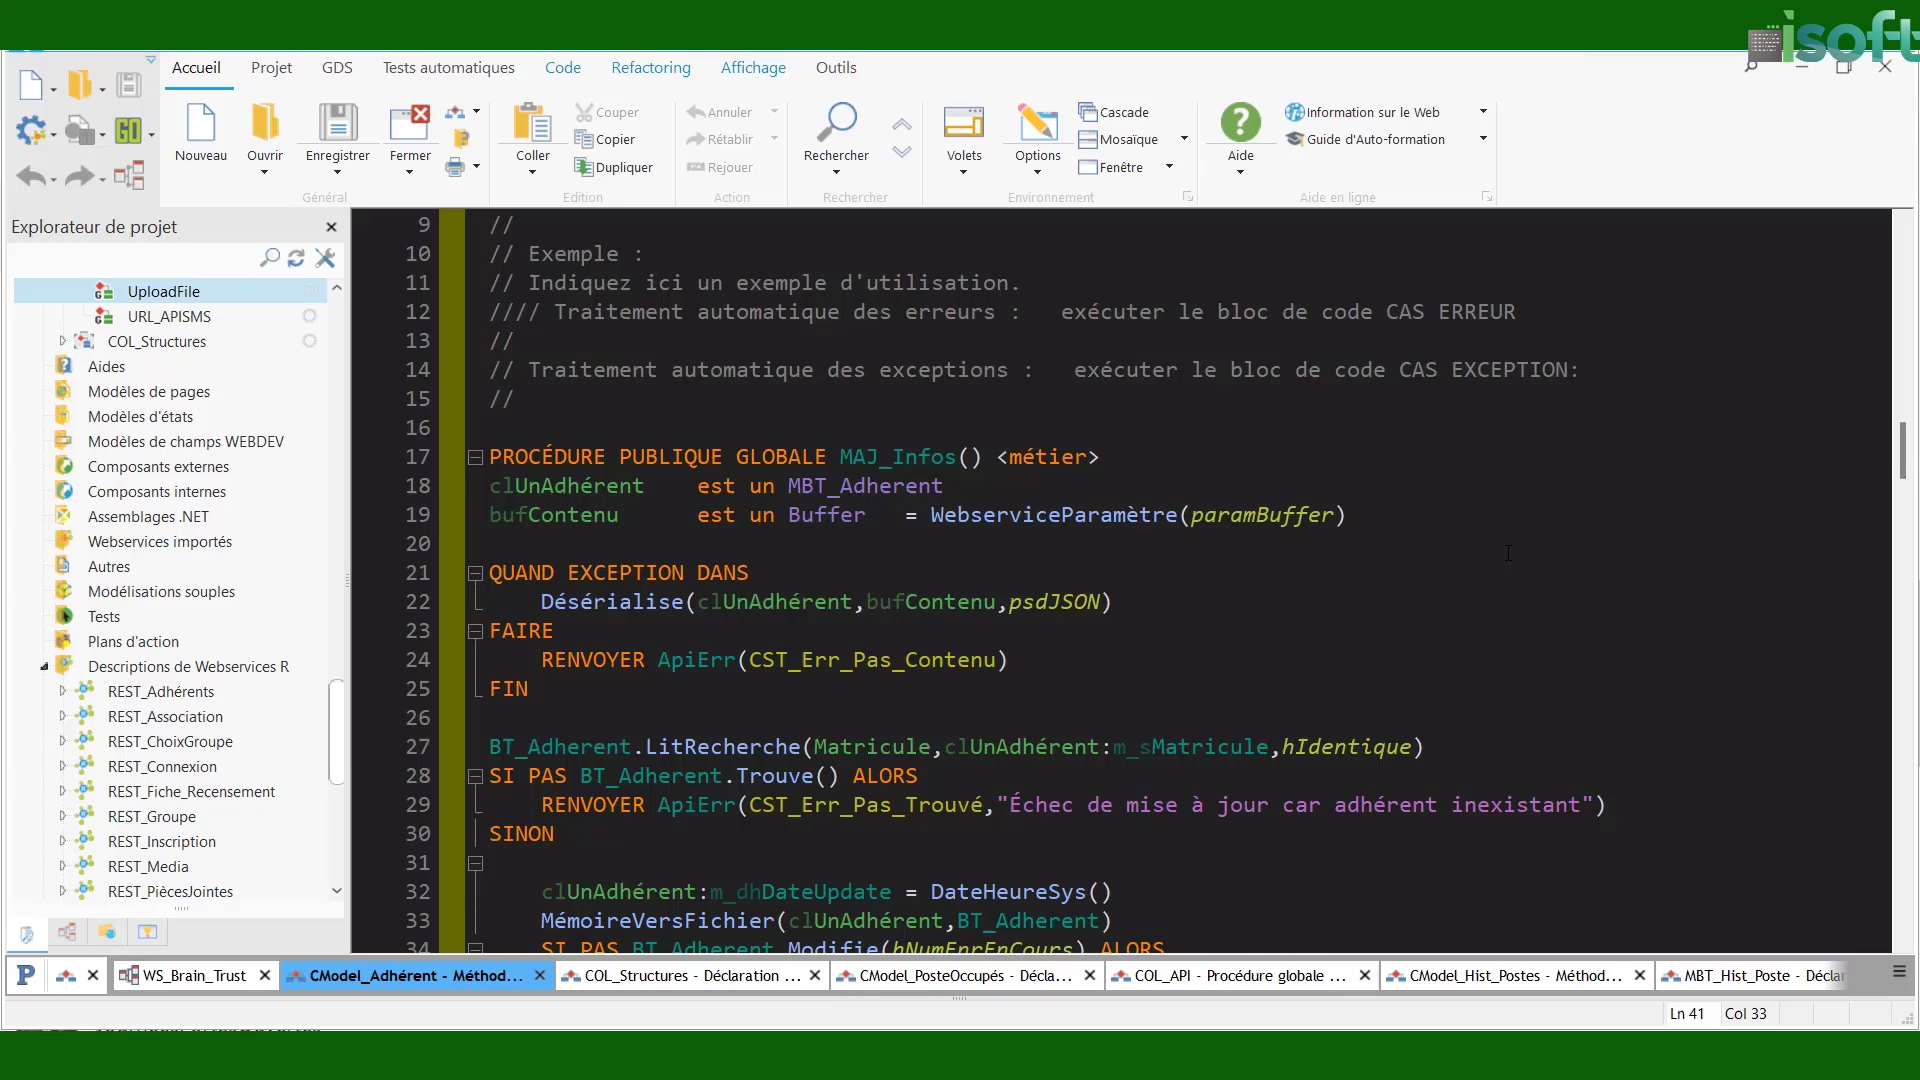 isoft
Accueil Projet GDS Tests automatiques Code Refactoring Affichage Outils
GO
Nouveau Ouvrir Enregistrer Fermer
Coller
Couper
Copier
Dupliquer
Annuler
Rétablir
Rejouer
Rechercher
Volets Options
Cascade
Mosaïque
Fenêtre
Aide
Information sur le Web
Guide d'Auto-formation
Général Edition Action Rechercher Environnement Aide en ligne
Explorateur de projet
UploadFile
URL_APISMS
COL_Structures
Aides
Modèles de pages
Modèles d'états
Modèles de champs WEBDEV
Composants externes
Composants internes
Assemblages .NET
Webservices importés
Autres
Modélisations souples
Tests
Plans d'action
Descriptions de Webservices R
REST_Adhérents
REST_Association
REST_ChoixGroupe
REST_Connexion
REST_Fiche_Recensement
REST_Groupe
REST_Inscription
REST_Media
REST_PiècesJointes
9 //
10 // Exemple :
11 // Indiquez ici un exemple d'utilisation.
12 //// Traitement automatique des erreurs : exécuter le bloc de code CAS ERREUR
13 //
14 // Traitement automatique des exceptions : exécuter le bloc de code CAS EXCEPTION:
15 //
16
17 PROCÉDURE PUBLIQUE GLOBALE MAJ_Infos() <métier>
18 clUnAdhérent est un MBT_Adherent
19 bufContenu est un Buffer = WebserviceParamètre(paramBuffer)
20
21 QUAND EXCEPTION DANS
22 Désérialise(clUnAdhérent,bufContenu,psdJSON)
23 FAIRE
24 RENVOYER ApiErr(CST_Err_Pas_Contenu)
25 FIN
26
27 BT_Adherent.LitRecherche(Matricule,clUnAdhérent:m_sMatricule,hIdentique)
28 SI PAS BT_Adherent.Trouve() ALORS
29 RENVOYER ApiErr(CST_Err_Pas_Trouvé,"Échec de mise à jour car adhérent inexistant")
30 SINON
31
32 clUnAdhérent:m_dhDateUpdate = DateHeureSys()
33 MémoireVersFichier(clUnAdhérent,BT_Adherent)
34 SI PAS BT_Adherent.Modifie(hNumEnrEnCours) ALORS
P WS_Brain_Trust CModel_Adhérent - Méthod... COL_Structures - Déclaration ... CModel_PosteOccupés - Décla... COL_API - Procédure globale ... CModel_Hist_Postes - Méthod... MBT_Hist_Poste - Déclar
Ln 41 Col 33